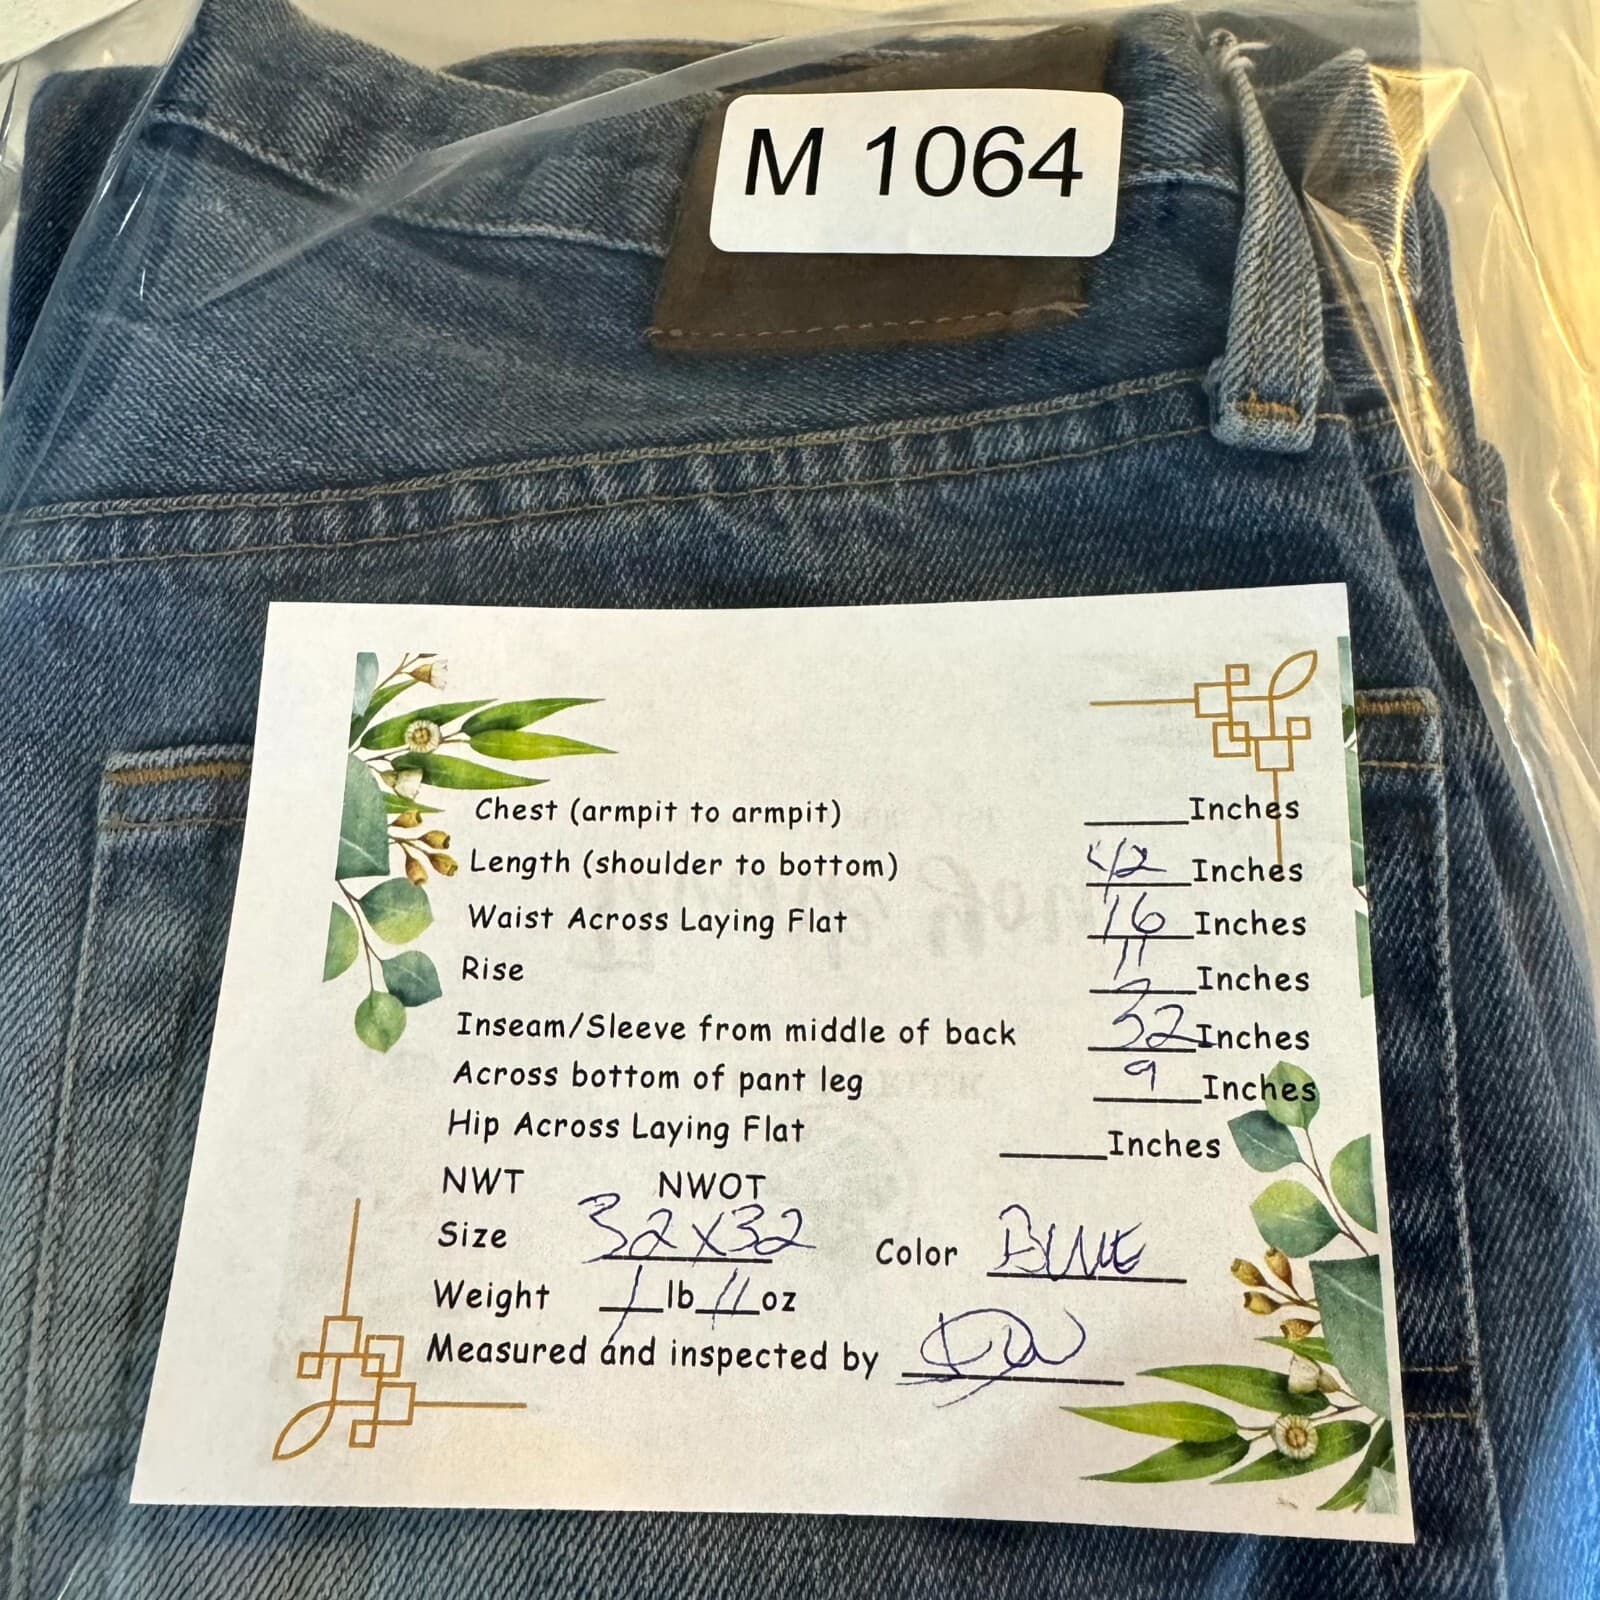 M 1064
Chest (armpit to armpit) ______Inches
Length (shoulder to bottom) 42 Inches
Waist Across Laying Flat 16 Inches
Rise 11 Inches
Inseam/Sleeve from middle of back 32 Inches
Across bottom of pant leg 9 Inches
Hip Across Laying Flat ______Inches
NWT NWOT
Size 32x32 Color BLUE
Weight 1 lb 11 oz
Measured and inspected by